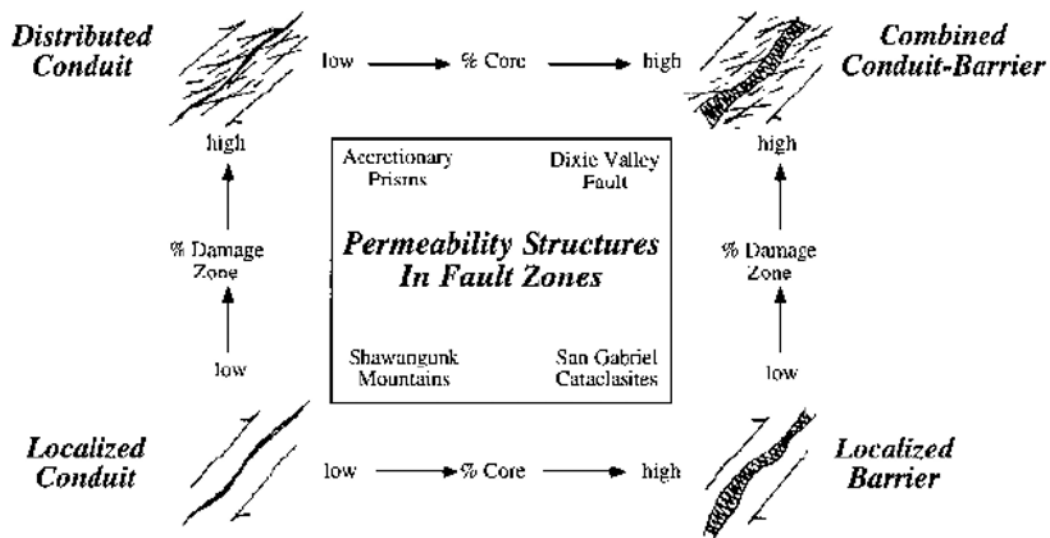 Distributed
Conduit
low
% Core
high
Combined
Conduit-Barrier
high
high
Accretionary
Prisms
Dixie Valley
Fault
% Damage
Zone
Permeability Structures
In Fault Zones
% Damage
Zone
low
Shawangunk
Mountains
San Gabriel
Cataclasites
low
Localized
Conduit
low
% Core
high
Localized
Barrier